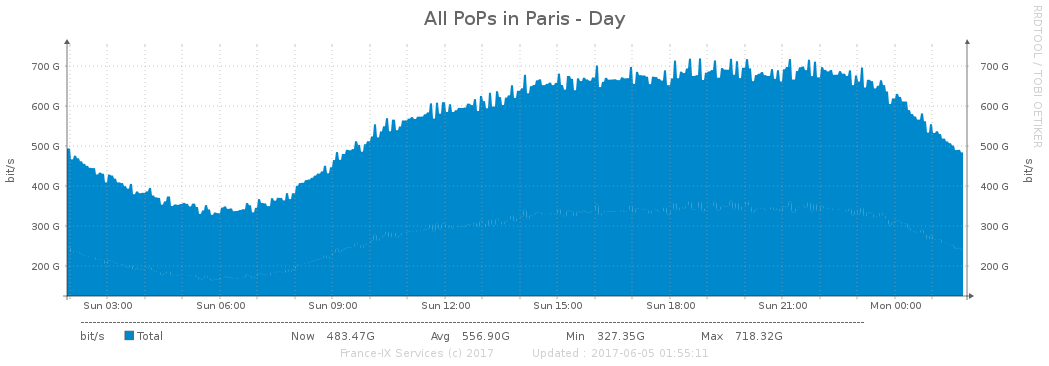 All PoPs in Paris - Day
RRDTOOL / TOBI OETIKER
bit/s
700 G
600 G
500 G
400 G
300 G
200 G
700 G
600 G
500 G
400 G
300 G
200 G
bit/s
Sun 03:00 Sun 06:00 Sun 09:00 Sun 12:00 Sun 15:00 Sun 18:00 Sun 21:00 Mon 00:00
bit/s Total Now 483.47G Avg 556.90G Min 327.35G Max 718.32G
France-IX Services (c) 2017 Updated : 2017-06-05 01:55:11